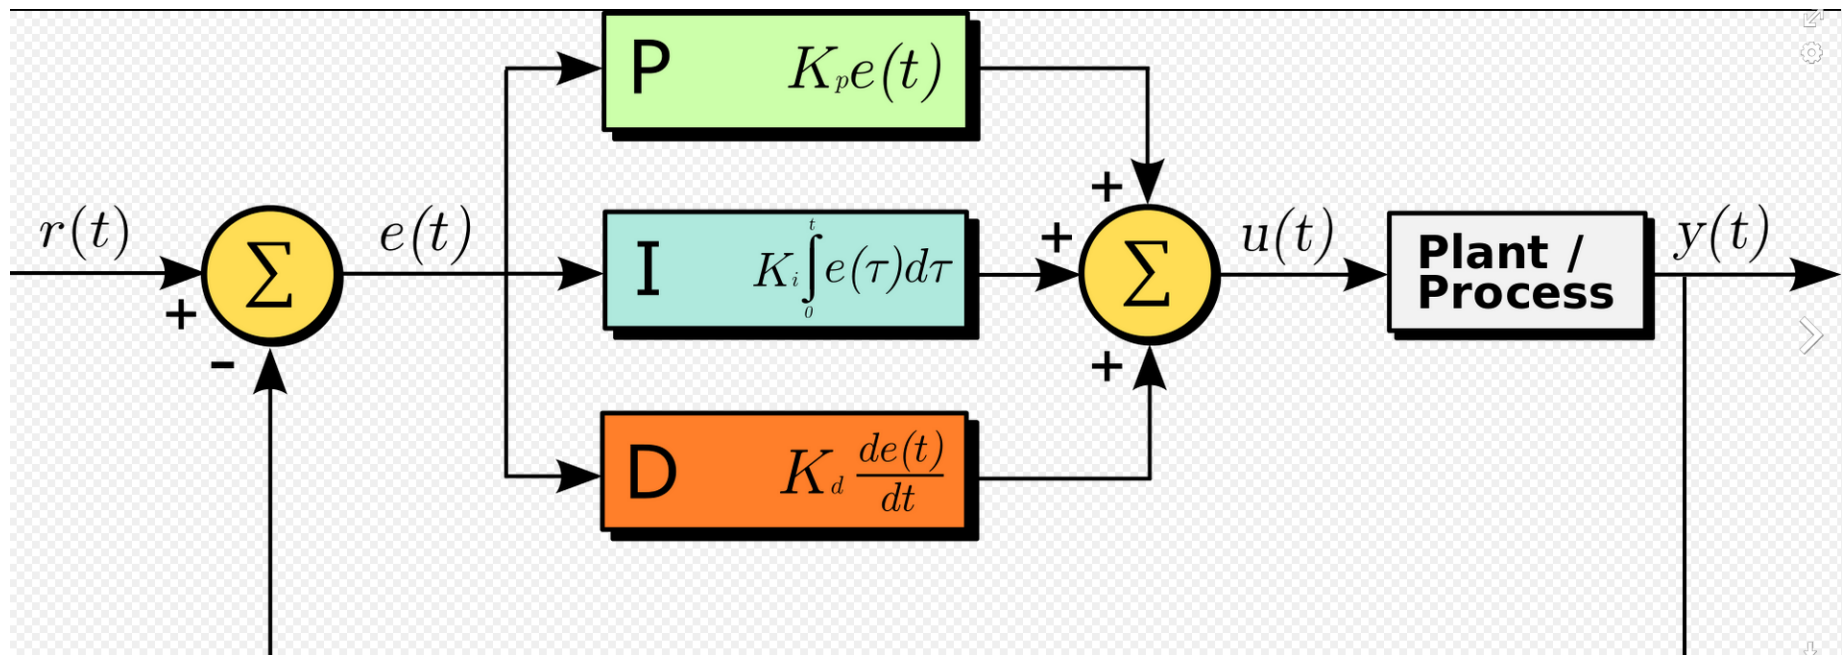 P K_p e(t)
+
r(t)
Σ
e(t)
I K_i ∫_0^t e(τ)dτ
+
Σ
u(t)
Plant /
Process
y(t)
+
-
+
D K_d de(t)/dt